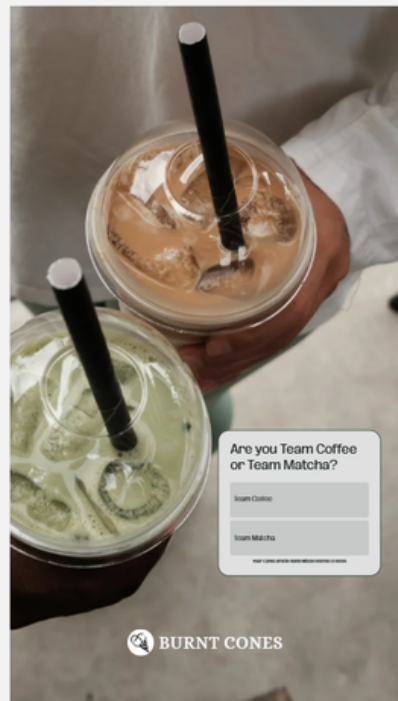 Are you Team Coffee
or Team Matcha?
Team Coffee
Team Matcha
BURNT CONES